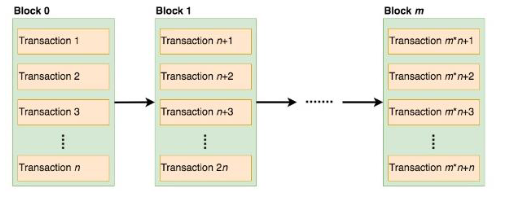 Block 0
Transaction 1
Transaction 2
Transaction 3
Transaction n
Block 1
Transaction n+1
Transaction n+2
Transaction n+3
Transaction 2n
Block m
Transaction m*n+1
Transaction m*n+2
Transaction m*n+3
Transaction m*n+n